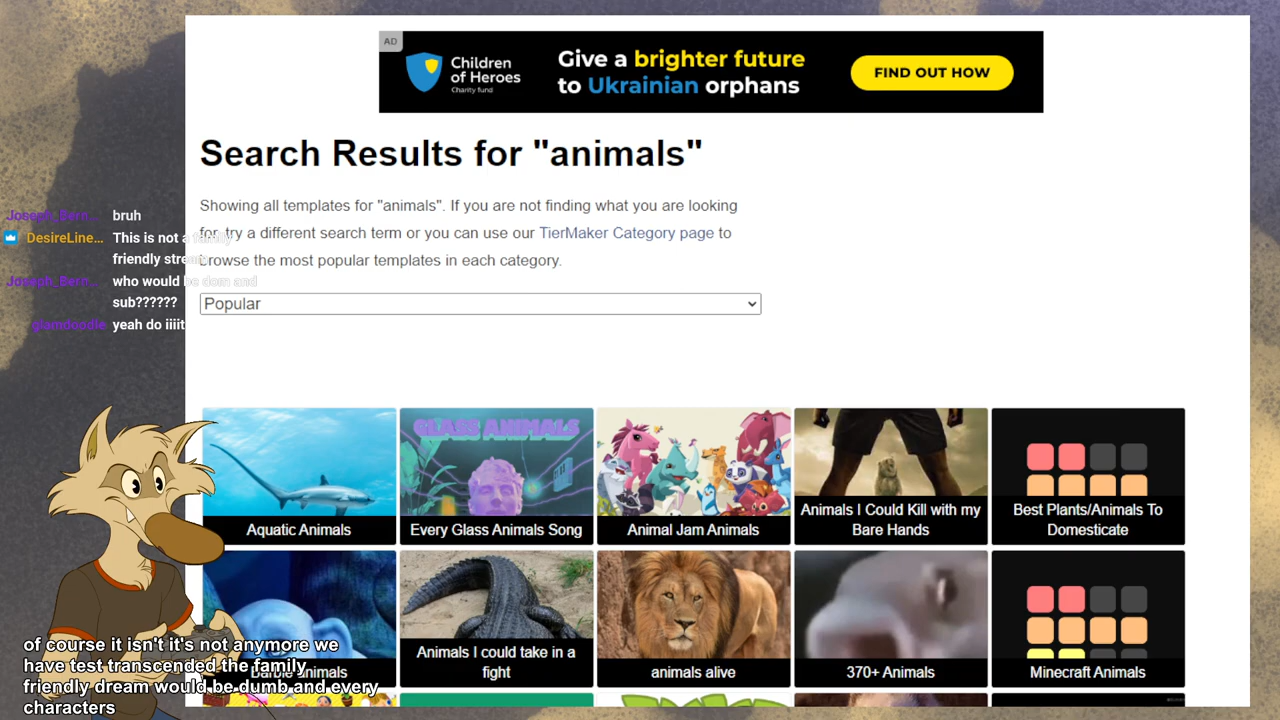 AD
Children
of Heroes
Charity fund
Give a brighter future
to Ukrainian orphans
FIND OUT HOW
Search Results for "animals"
Showing all templates for "animals". If you are not finding what you are looking
for, try a different search term or you can use our TierMaker Category page to
browse the most popular templates in each category.
Popular
Joseph_Bern... bruh
DesireLine... This is not a family
friendly stream
Joseph_Bern... who would be dom and
sub??????
glamdoodle yeah do iiiit
Aquatic Animals
GLASS ANIMALS
Every Glass Animals Song
Animal Jam Animals
Animals I Could Kill with my
Bare Hands
Best Plants/Animals To
Domesticate
Barbie Animals
Animals I could take in a
fight
animals alive
370+ Animals
Minecraft Animals
of course it isn't it's not anymore we
have test transcended the family
friendly dream would be dumb and every
characters